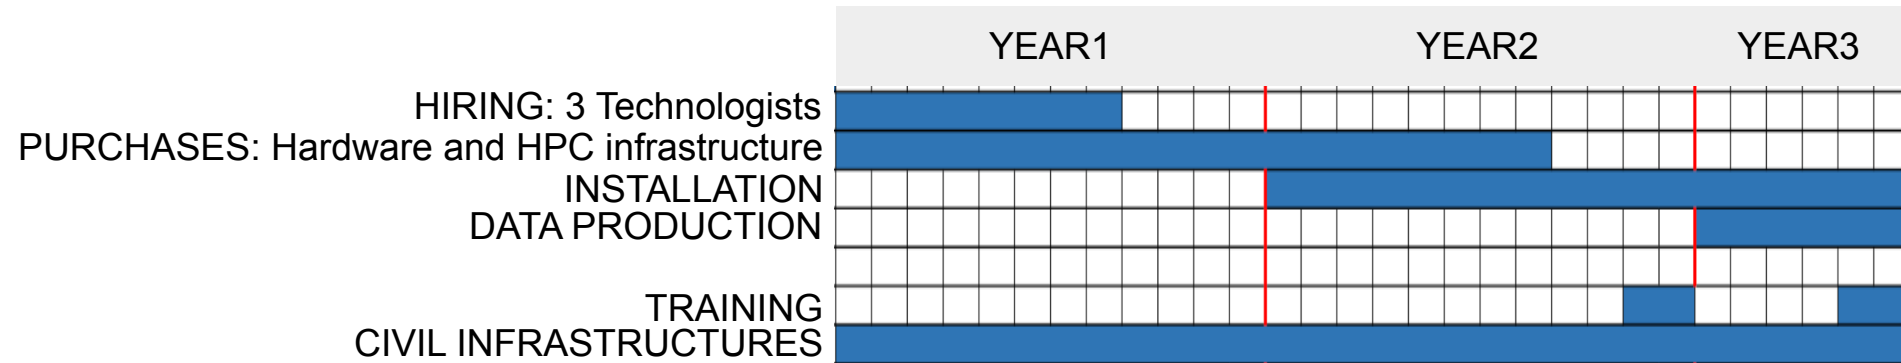 YEAR1 YEAR2 YEAR3
HIRING: 3 Technologists
PURCHASES: Hardware and HPC infrastructure
INSTALLATION
DATA PRODUCTION
TRAINING
CIVIL INFRASTRUCTURES